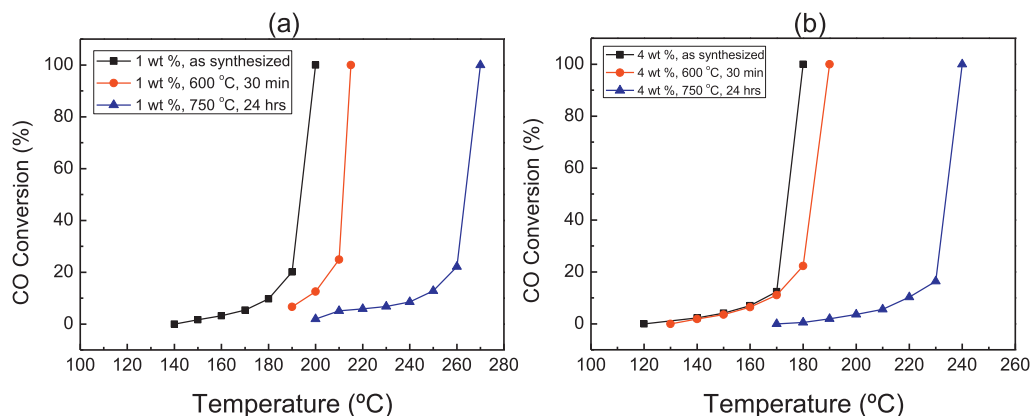 (a)
1 wt %, as synthesized
1 wt %, 600 °C, 30 min
1 wt %, 750 °C, 24 hrs
CO Conversion (%)
100
80
60
40
20
0
100 120 140 160 180 200 220 240 260 280
Temperature (ºC)
(b)
4 wt %, as synthesized
4 wt %, 600 °C, 30 min
4 wt %, 750 °C, 24 hrs
CO Conversion (%)
100
80
60
40
20
0
100 120 140 160 180 200 220 240 260
Temperature (ºC)